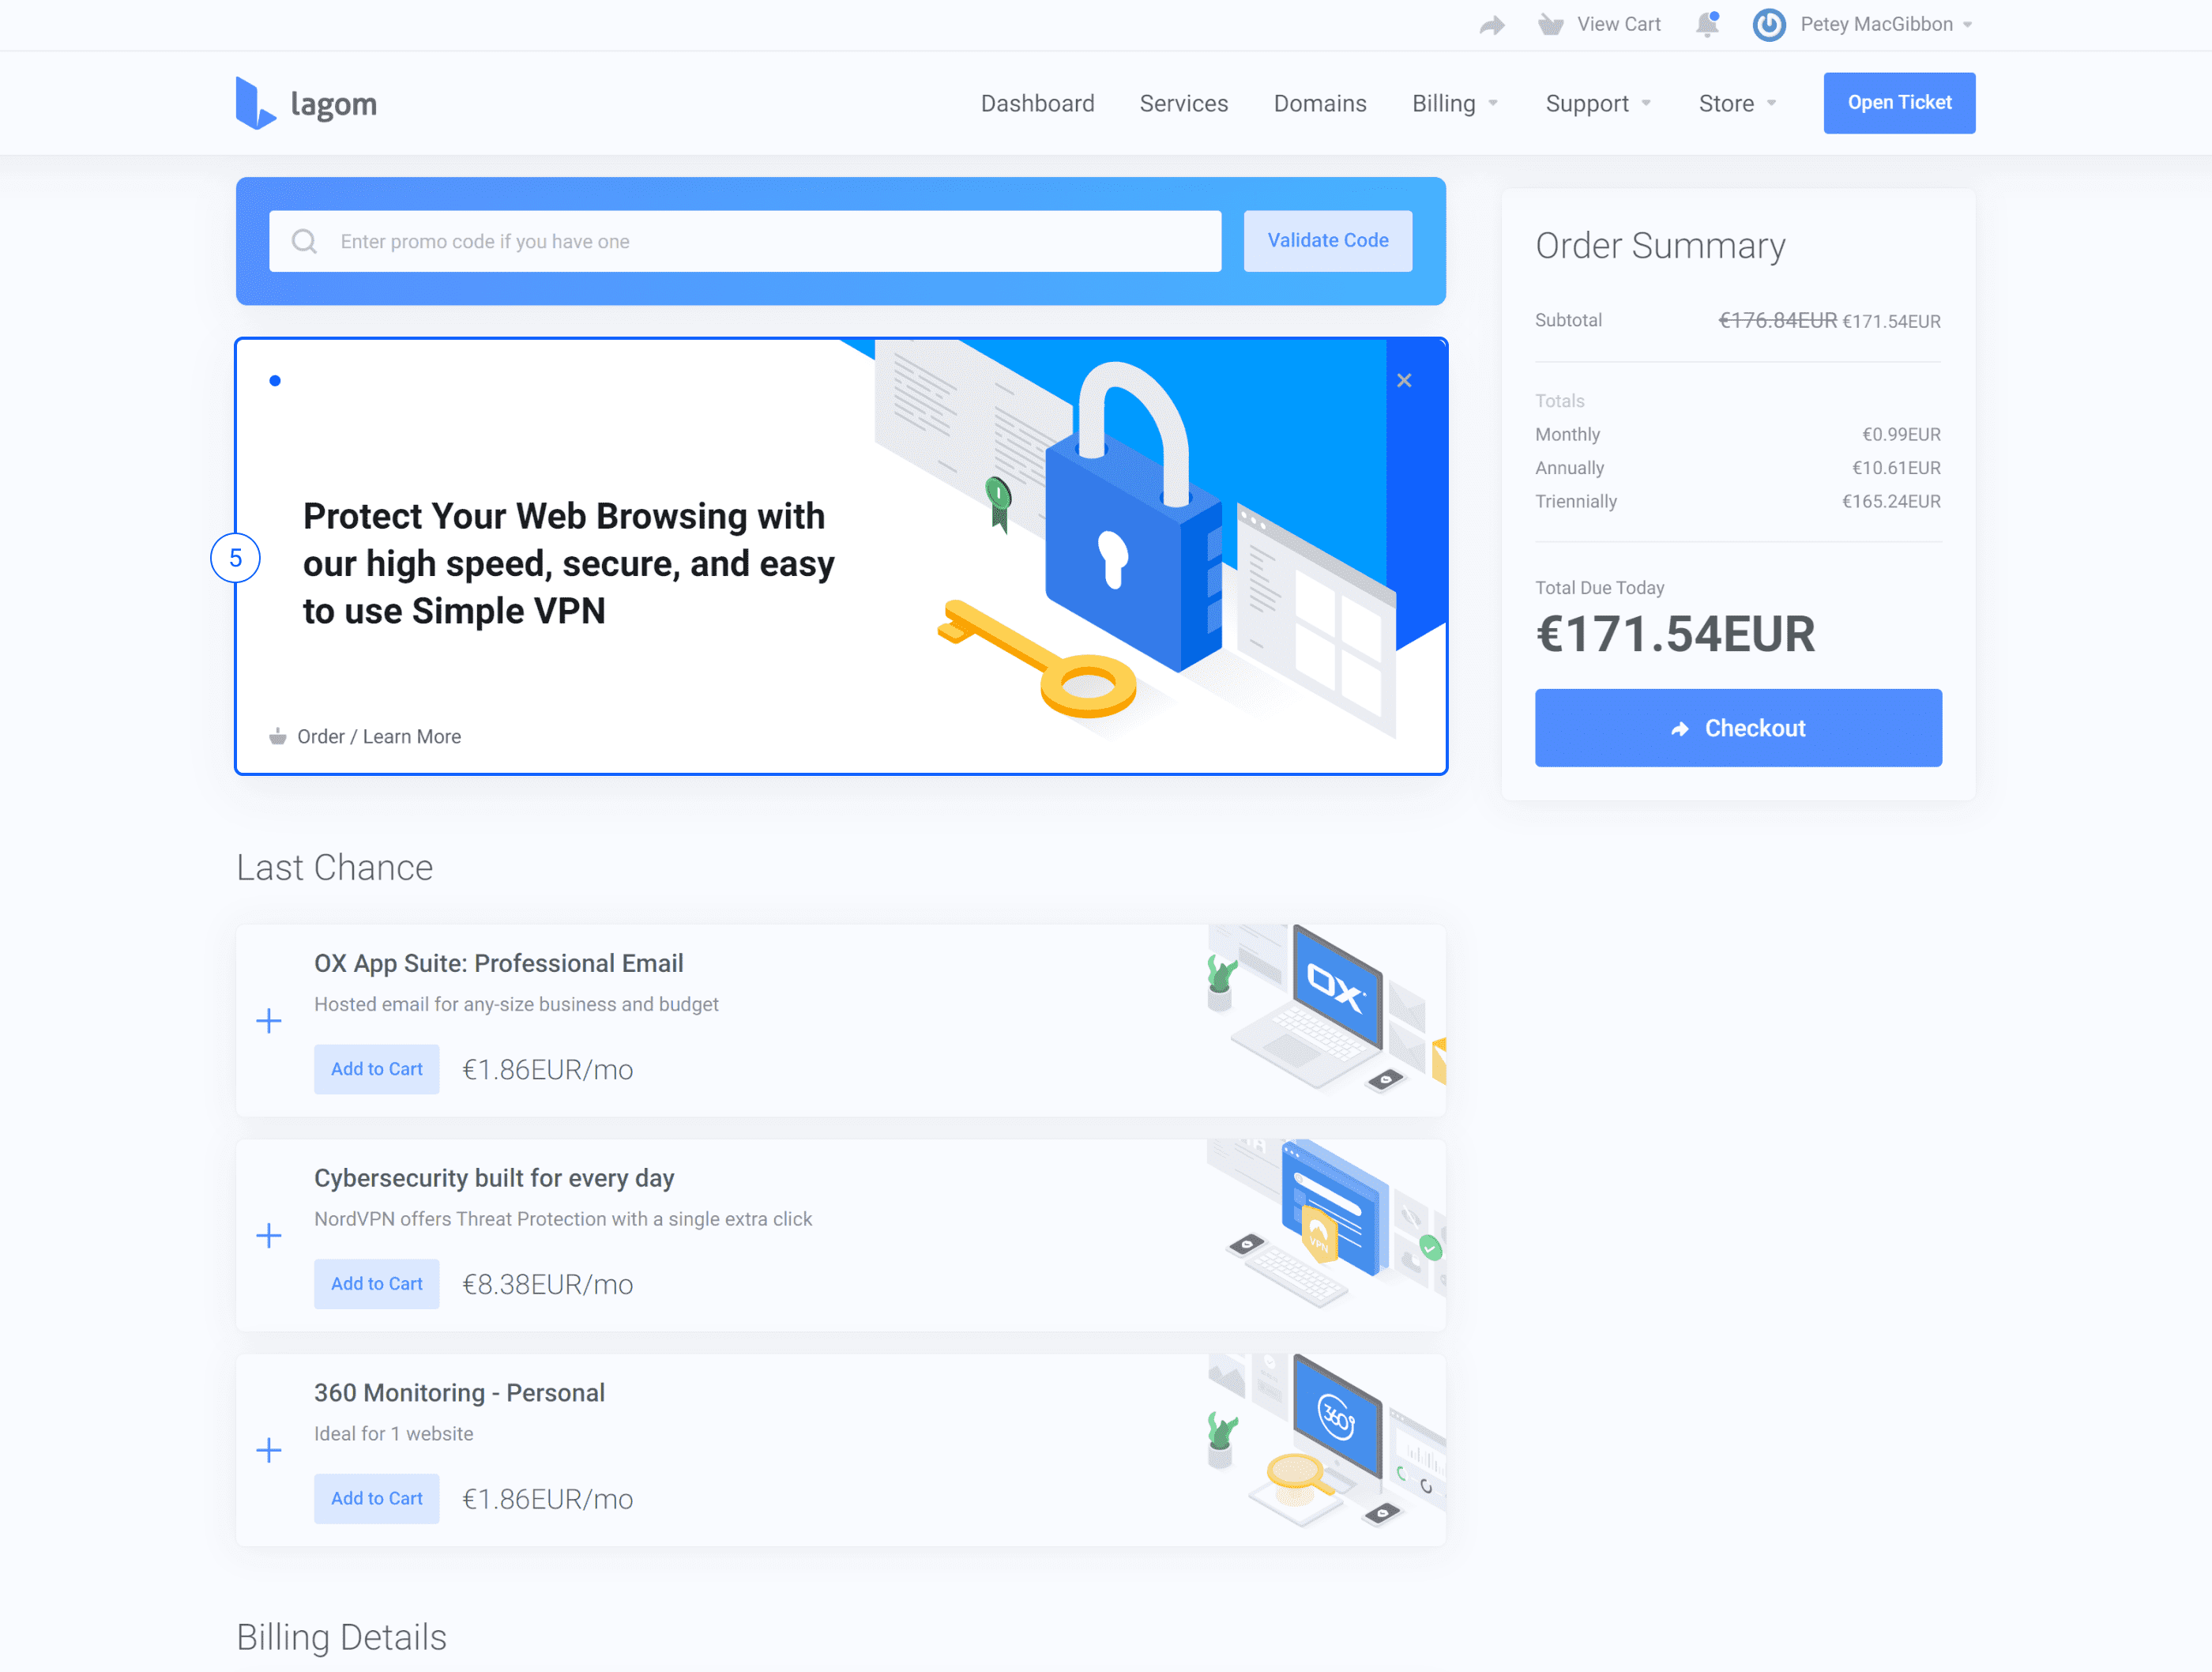 View Cart
Petey MacGibbon
lagom
Dashboard
Services
Domains
Billing
Support
Store
Open Ticket
Enter promo code if you have one
Validate Code
Protect Your Web Browsing with
our high speed, secure, and easy
to use Simple VPN
5
Order / Learn More
Order Summary
Subtotal €176.84EUR €171.54EUR
Totals
Monthly €0.99EUR
Annually €10.61EUR
Triennially €165.24EUR
Total Due Today
€171.54EUR
Checkout
Last Chance
OX App Suite: Professional Email
Hosted email for any-size business and budget
Add to Cart €1.86EUR/mo
OX
Cybersecurity built for every day
NordVPN offers Threat Protection with a single extra click
Add to Cart €8.38EUR/mo
VPN
360 Monitoring - Personal
Ideal for 1 website
Add to Cart €1.86EUR/mo
360°
Billing Details